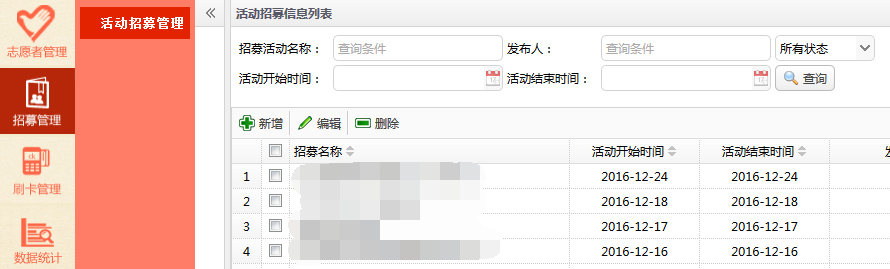 志愿者管理
招募管理
刷卡管理
数据统计
活动招募管理
活动招募信息列表
招募活动名称： 查询条件 发布人： 查询条件 所有状态
活动开始时间： 活动结束时间： 查询
新增 编辑 删除
招募名称 活动开始时间 活动结束时间
1 2016-12-24 2016-12-24
2 2016-12-18 2016-12-18
3 2016-12-17 2016-12-17
4 2016-12-16 2016-12-16